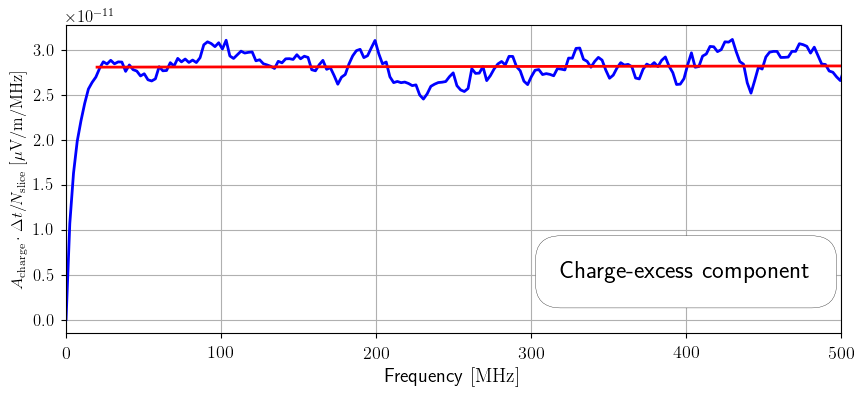 ×10⁻¹¹
3.0
2.5
2.0
1.5
1.0
0.5
0.0
A_charge · Δt/N_slice [μV/m/MHz]
Charge-excess component
0 100 200 300 400 500
Frequency [MHz]